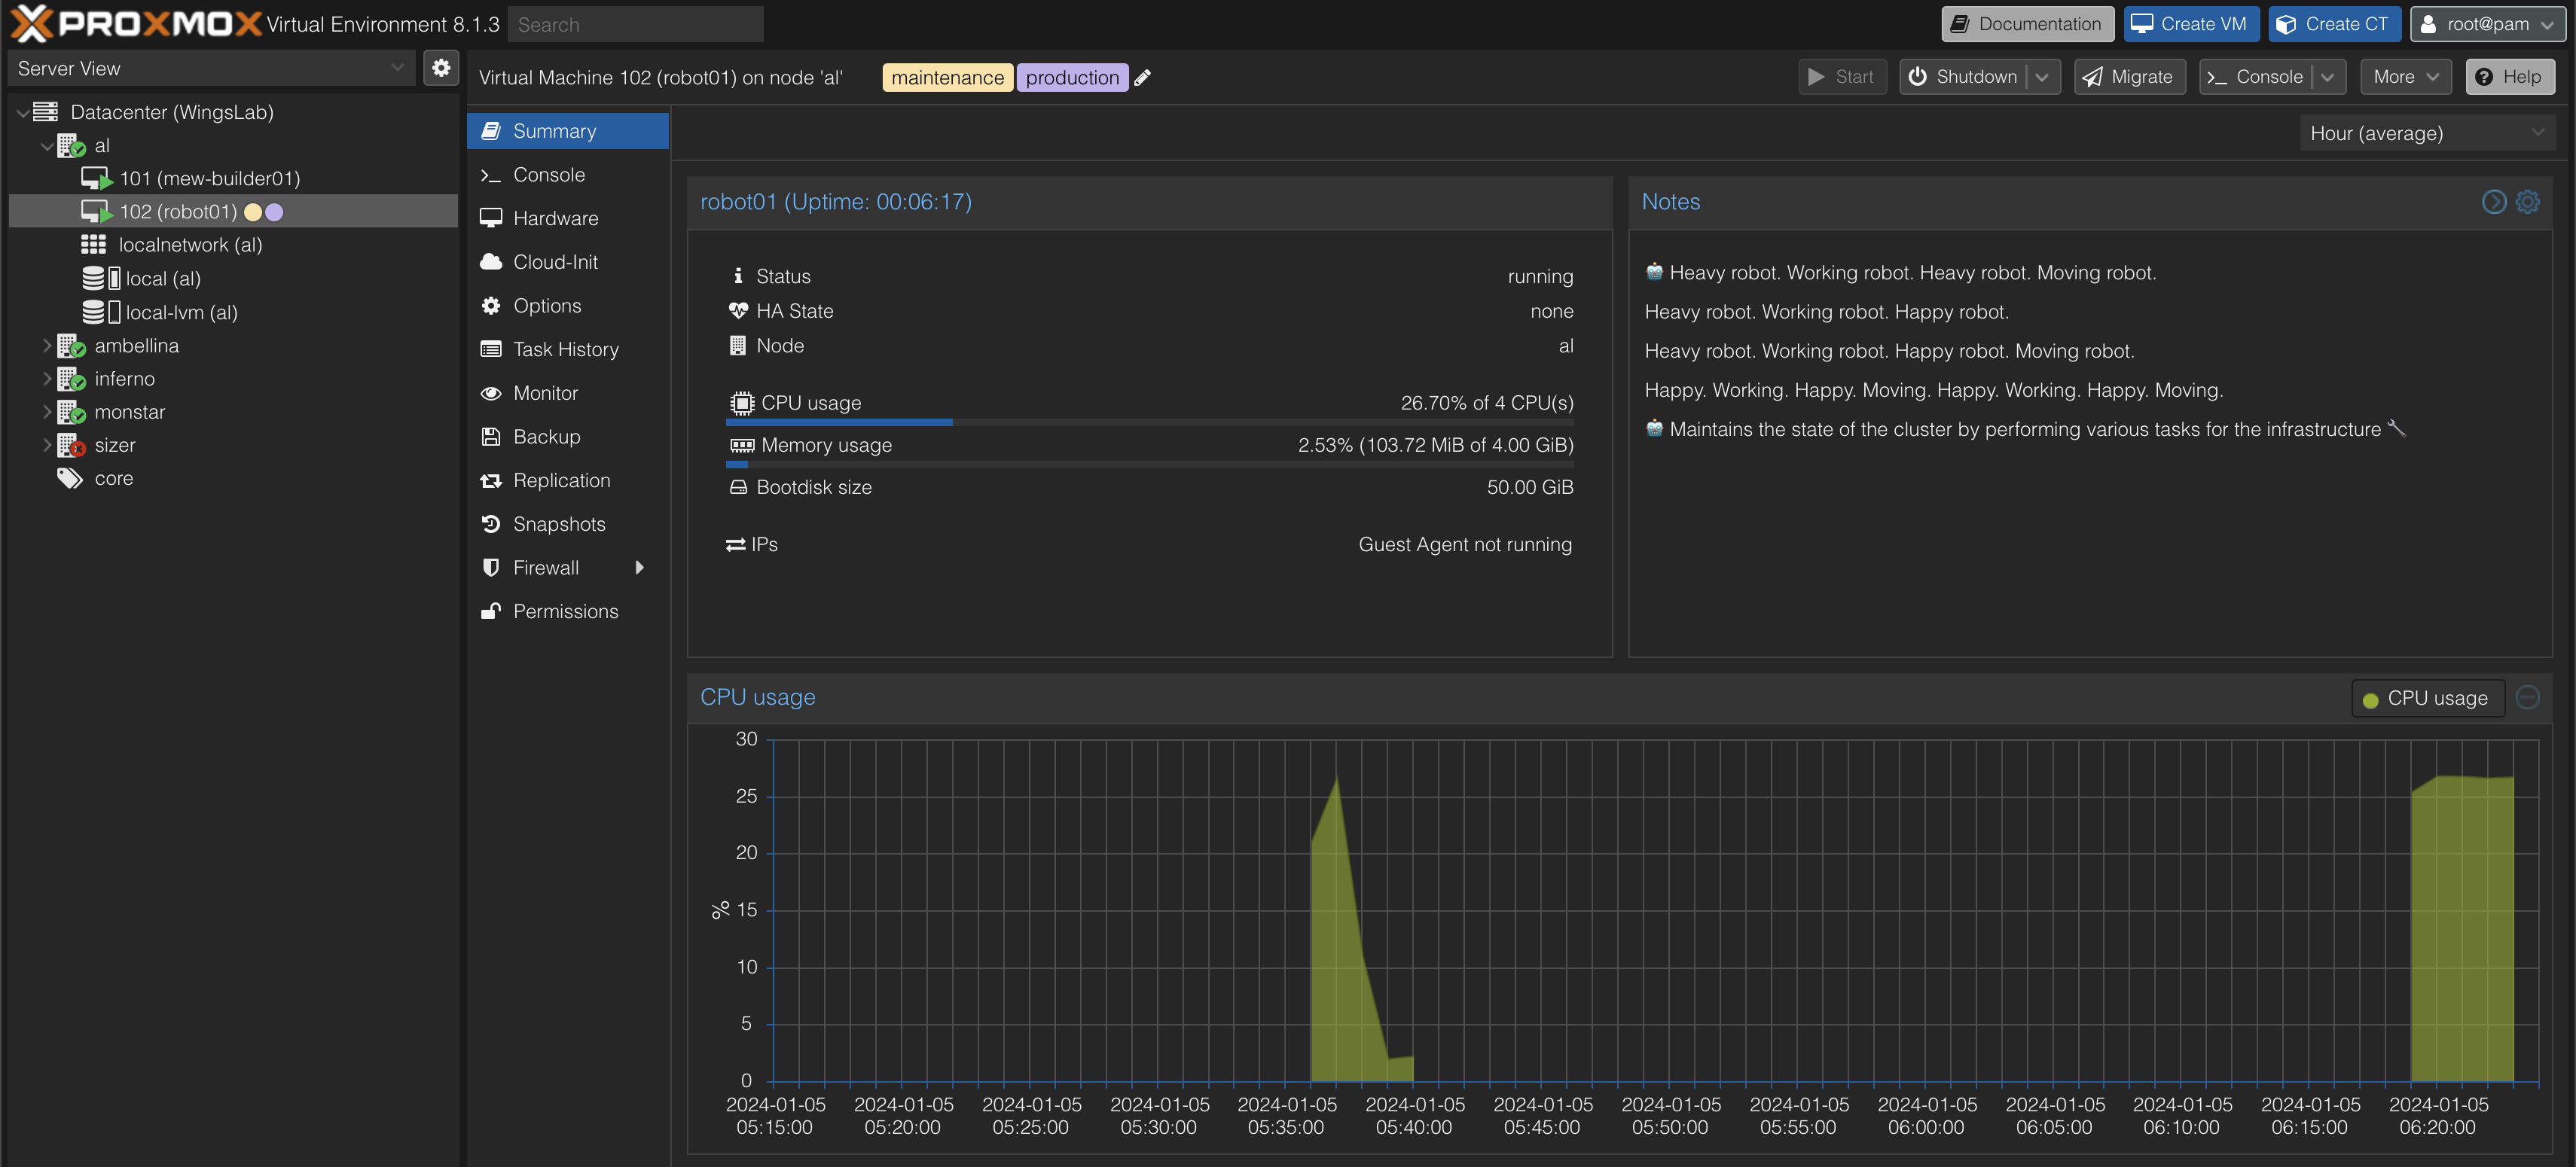 PROXMOX Virtual Environment 8.1.3 Search Documentation Create VM Create CT root@pam
Server View
Virtual Machine 102 (robot01) on node 'al' maintenance production Start Shutdown Migrate Console More Help
Datacenter (WingsLab)
al
101 (mew-builder01)
102 (robot01)
localnetwork (al)
local (al)
local-lvm (al)
ambellina
inferno
monstar
sizer
core
Summary
Console
Hardware
Cloud-Init
Options
Task History
Monitor
Backup
Replication
Snapshots
Firewall
Permissions
Hour (average)
robot01 (Uptime: 00:06:17)
Status running
HA State none
Node al
CPU usage 26.70% of 4 CPU(s)
Memory usage 2.53% (103.72 MiB of 4.00 GiB)
Bootdisk size 50.00 GiB
IPs Guest Agent not running
Notes
🤖 Heavy robot. Working robot. Heavy robot. Moving robot.
Heavy robot. Working robot. Happy robot.
Heavy robot. Working robot. Happy robot. Moving robot.
Happy. Working. Happy. Moving. Happy. Working. Happy. Moving.
🤖 Maintains the state of the cluster by performing various tasks for the infrastructure 🔧
CPU usage
CPU usage
30
25
20
% 15
10
5
0
2024-01-05 2024-01-05 2024-01-05 2024-01-05 2024-01-05 2024-01-05 2024-01-05 2024-01-05 2024-01-05 2024-01-05 2024-01-05 2024-01-05 2024-01-05 2024-01-05
05:15:00 05:20:00 05:25:00 05:30:00 05:35:00 05:40:00 05:45:00 05:50:00 05:55:00 06:00:00 06:05:00 06:10:00 06:15:00 06:20:00